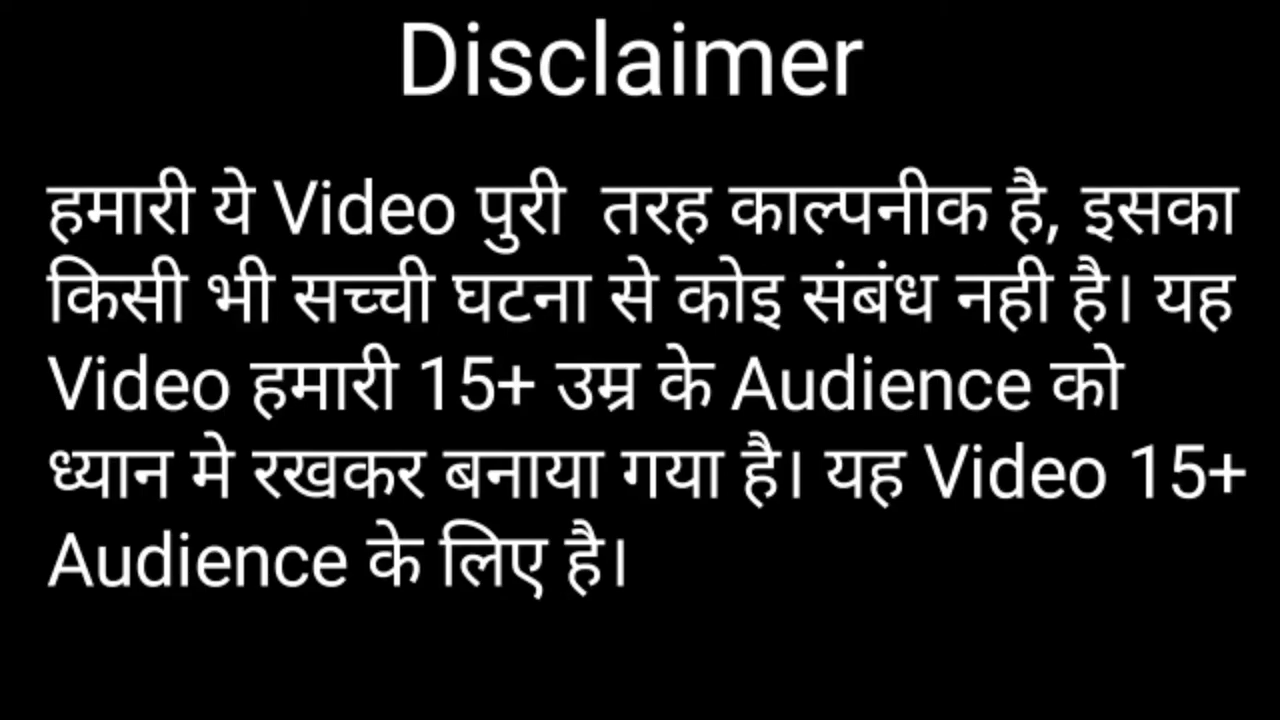 Disclaimer
हमारी ये Video पुरी तरह काल्पनीक है, इसका
किसी भी सच्ची घटना से कोइ संबंध नही है। यह
Video हमारी 15+ उम्र के Audience को
ध्यान मे रखकर बनाया गया है। यह Video 15+
Audience के लिए है।